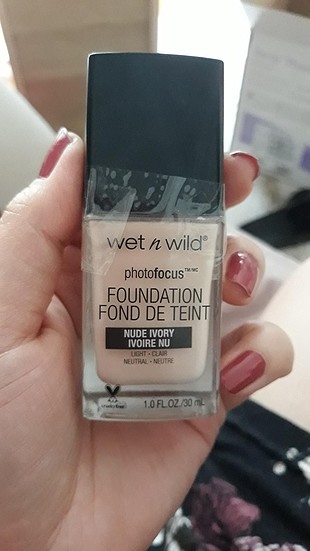 wet n wild®
photofocus™/MC
FOUNDATION
FOND DE TEINT
NUDE IVORY
IVOIRE NU
LIGHT - CLAIR
NEUTRAL - NEUTRE
1.0 FL.OZ./30 mL